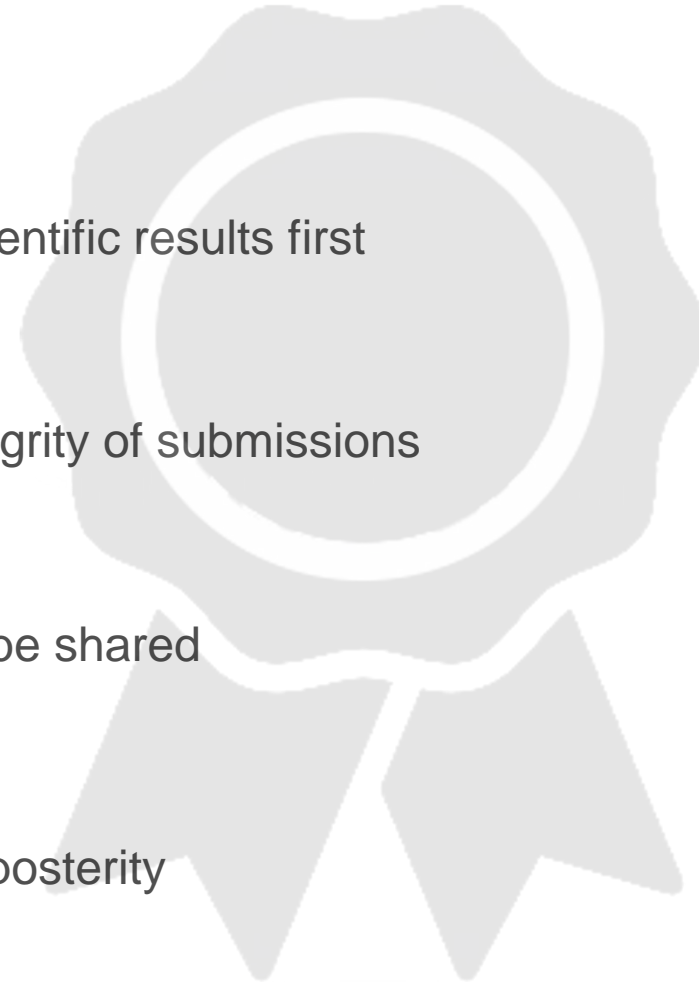 entific results first
grity of submissions
be shared
posterity